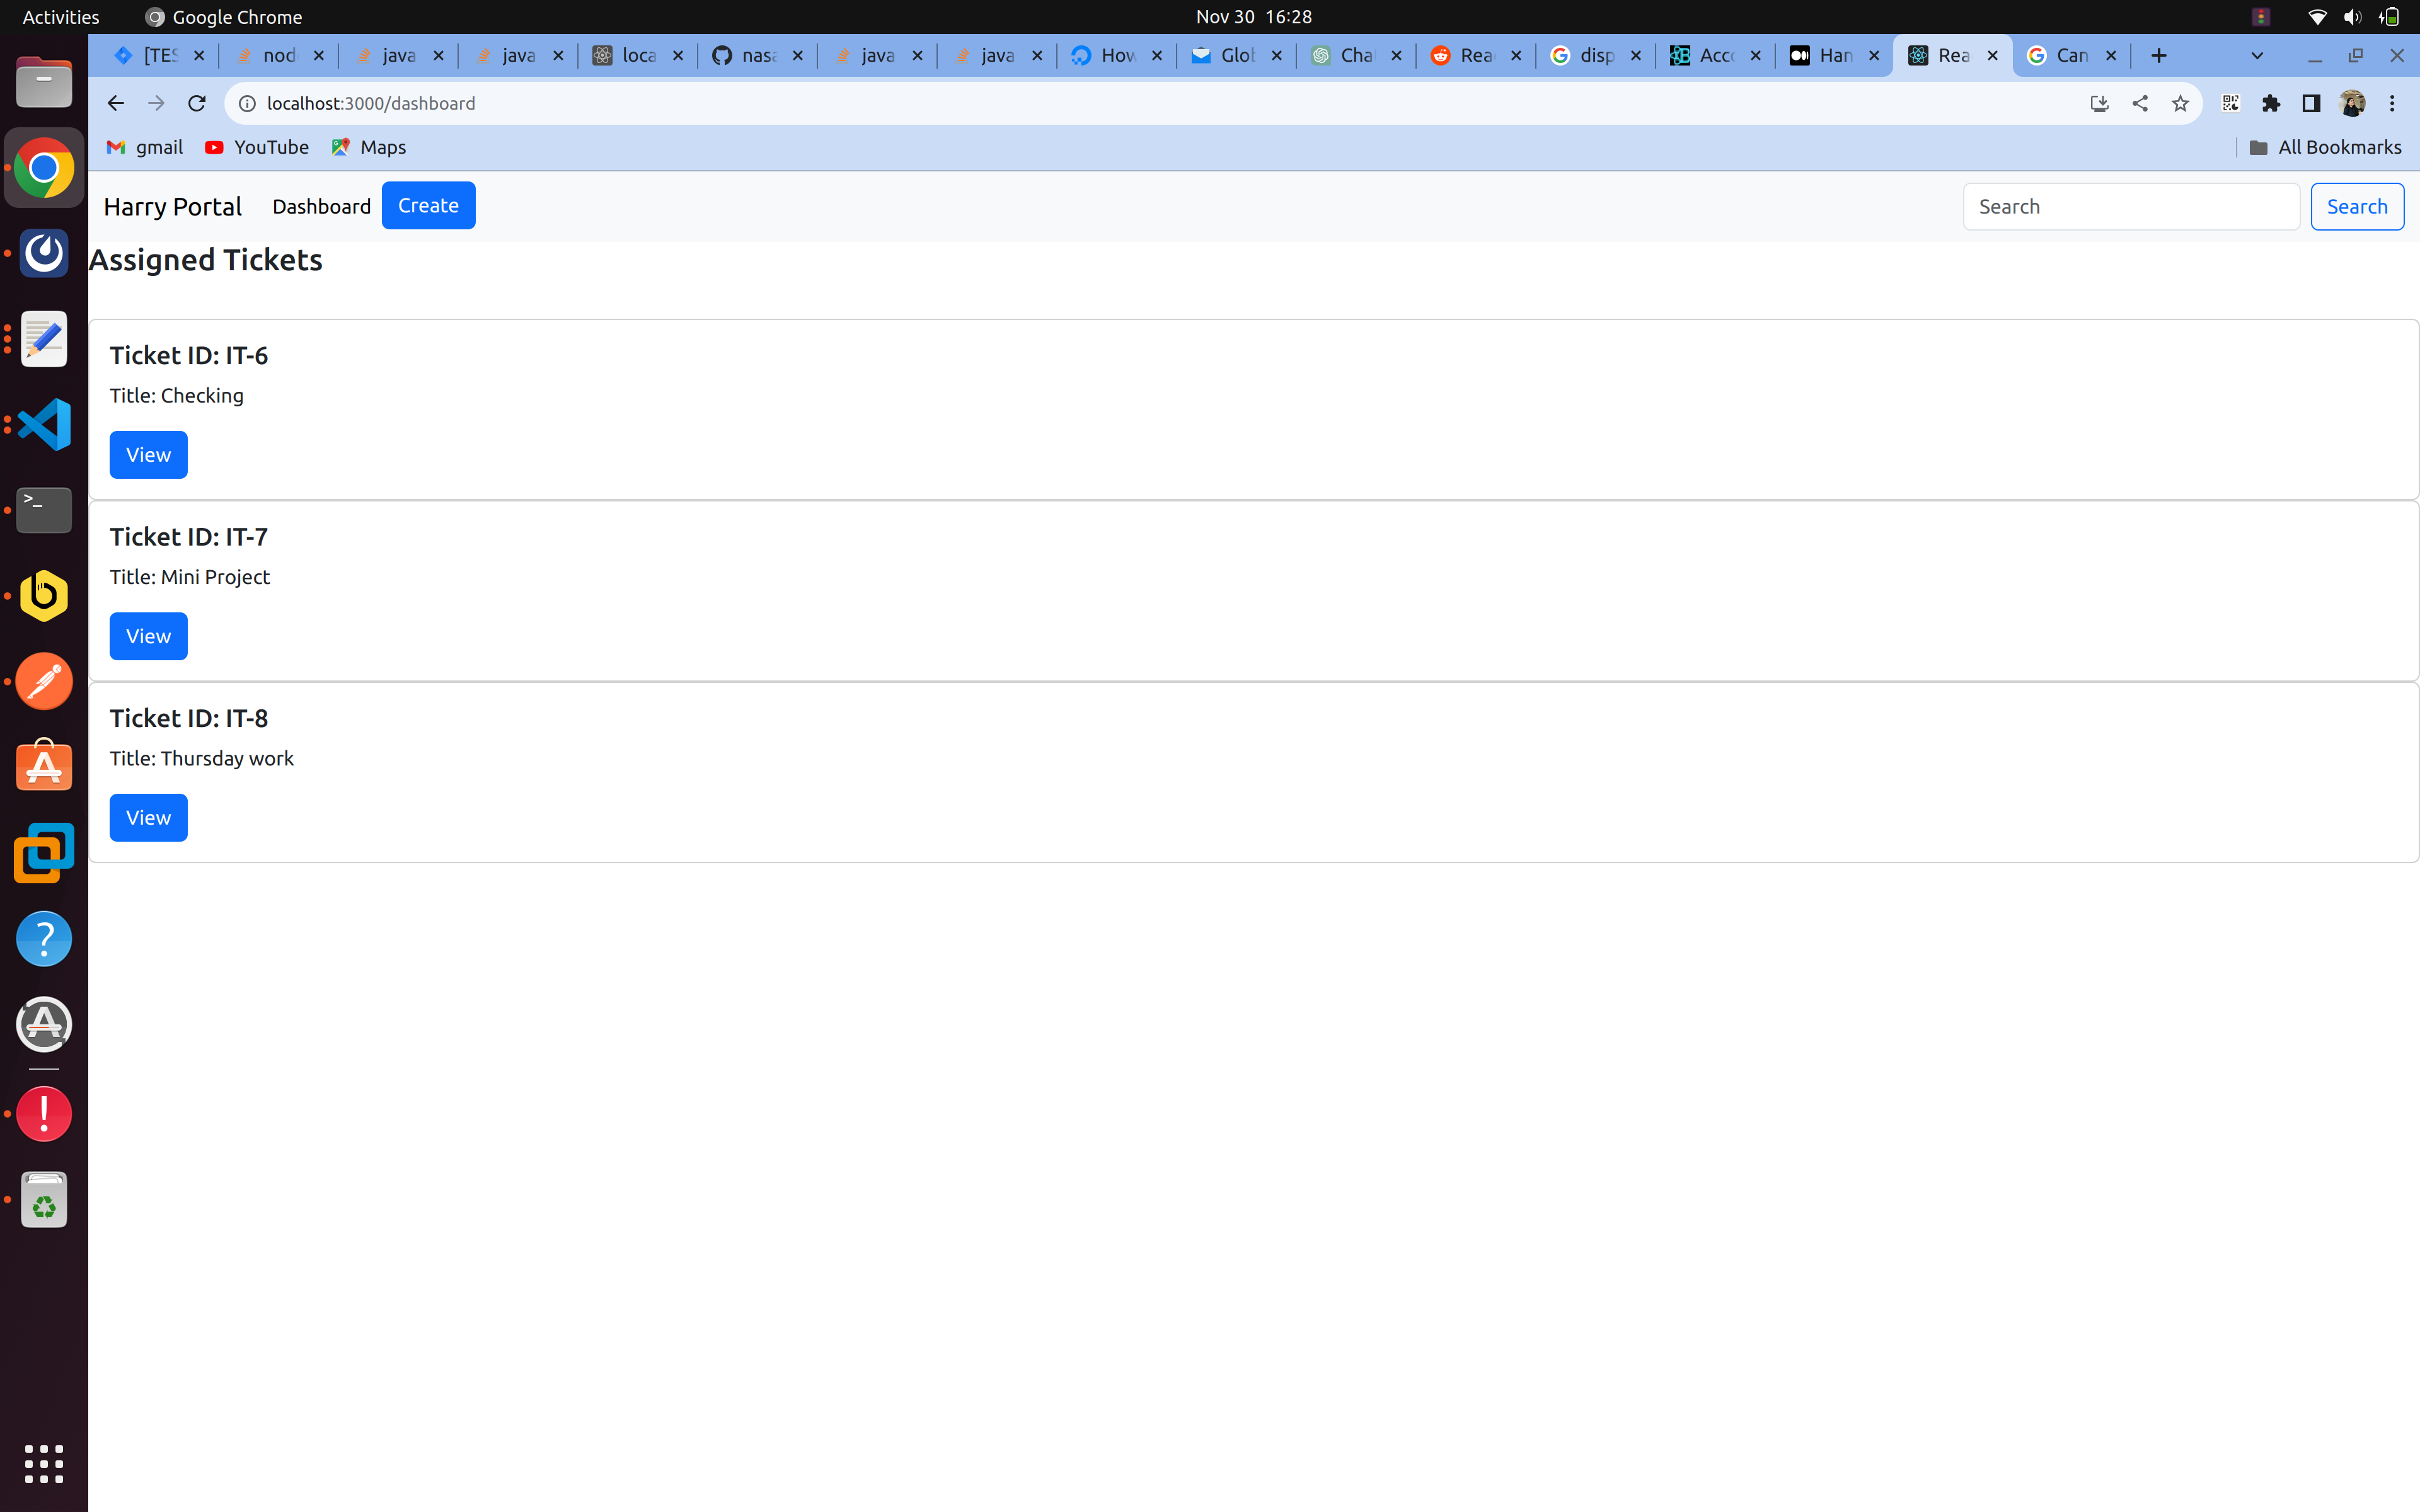 Activities Google Chrome Nov 30 16:28
[TES nod java java loca nasa java java How Glob Cha Rea disp Acco Han Rea Can
localhost:3000/dashboard
gmail YouTube Maps All Bookmarks
Harry Portal Dashboard Create Search Search
Assigned Tickets
Ticket ID: IT-6
Title: Checking
View
Ticket ID: IT-7
Title: Mini Project
View
Ticket ID: IT-8
Title: Thursday work
View